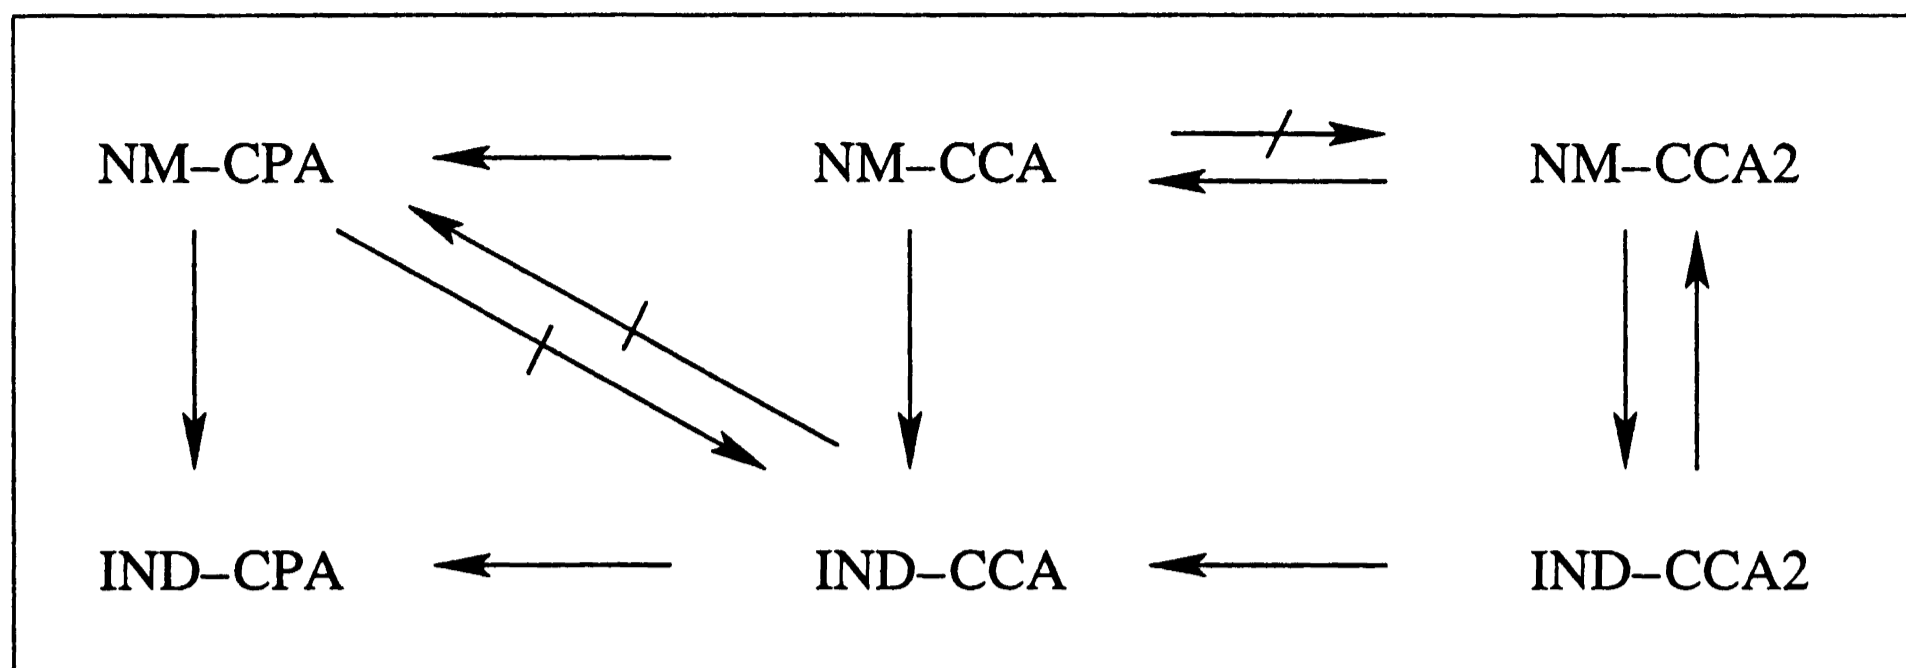 NM–CPA NM–CCA NM–CCA2
IND–CPA IND–CCA IND–CCA2